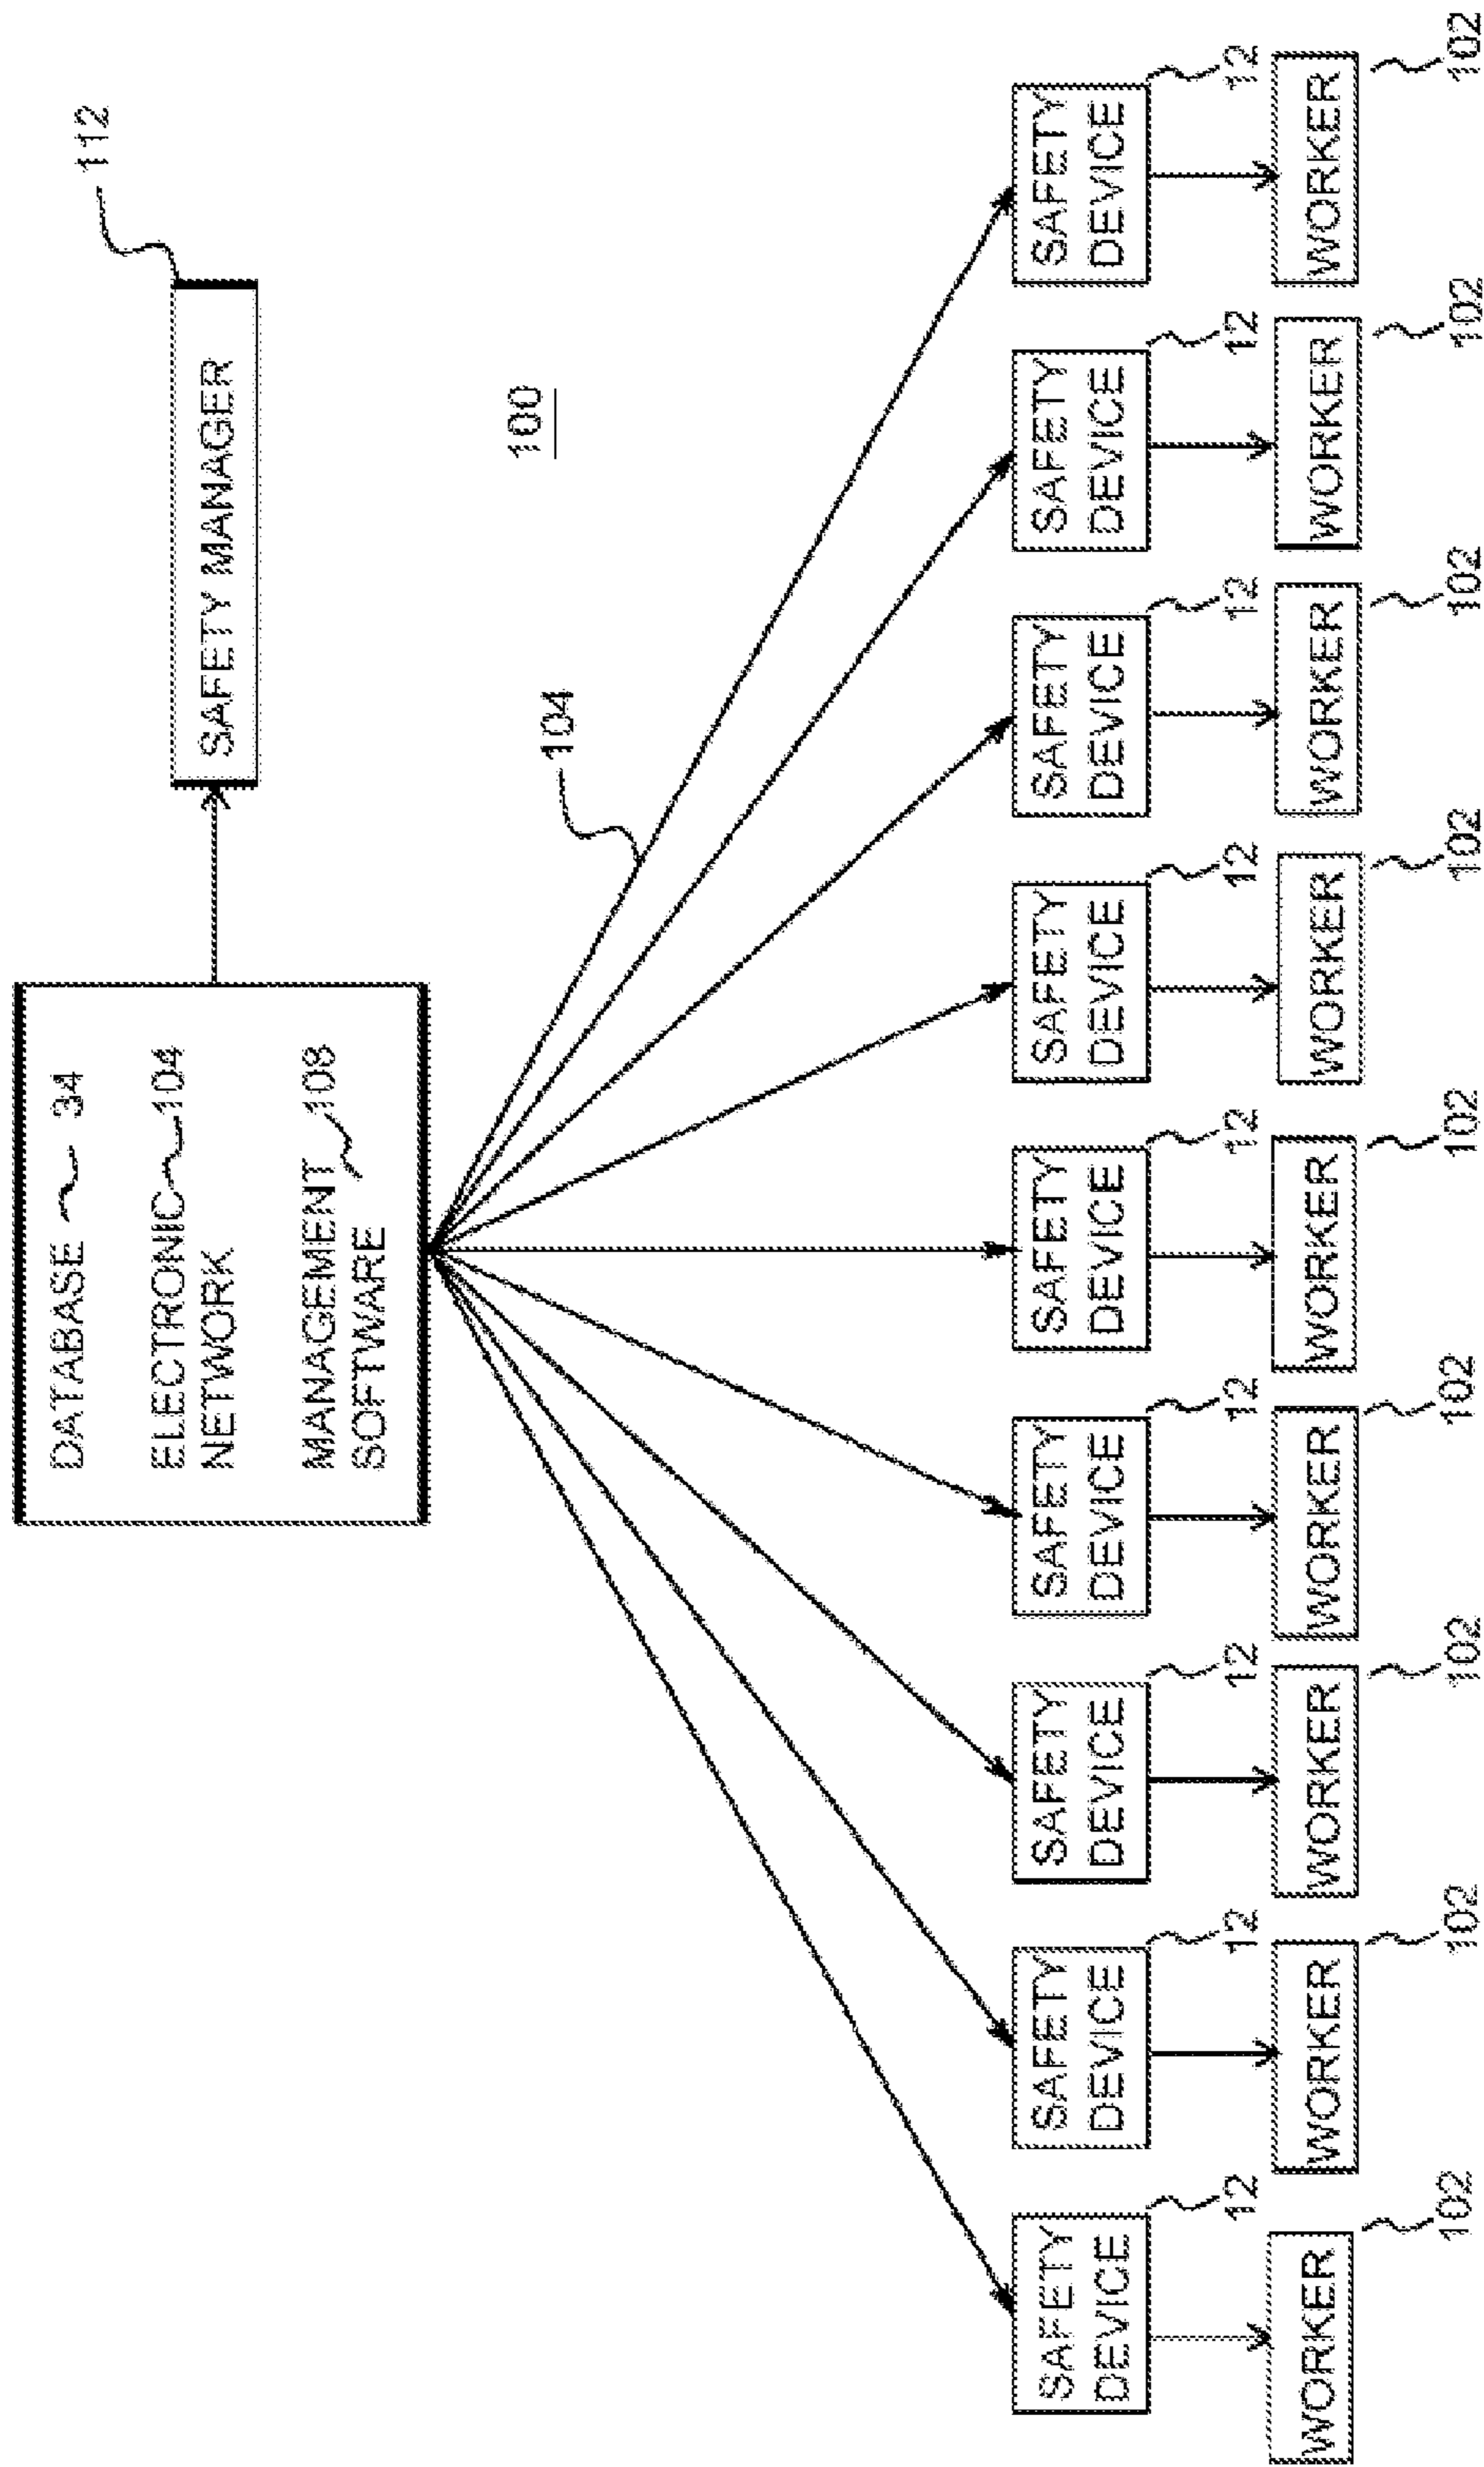 DATABASE 34
ELECTRONIC 104
NETWORK
MANAGEMENT 108
SOFTWARE
112
SAFETY MANAGER
100
104
SAFETY
DEVICE
12
WORKER
102
SAFETY
DEVICE
12
WORKER
102
SAFETY
DEVICE
12
WORKER
102
SAFETY
DEVICE
12
WORKER
102
SAFETY
DEVICE
12
WORKER
102
SAFETY
DEVICE
12
WORKER
102
SAFETY
DEVICE
12
WORKER
102
SAFETY
DEVICE
12
WORKER
102
SAFETY
DEVICE
12
WORKER
102